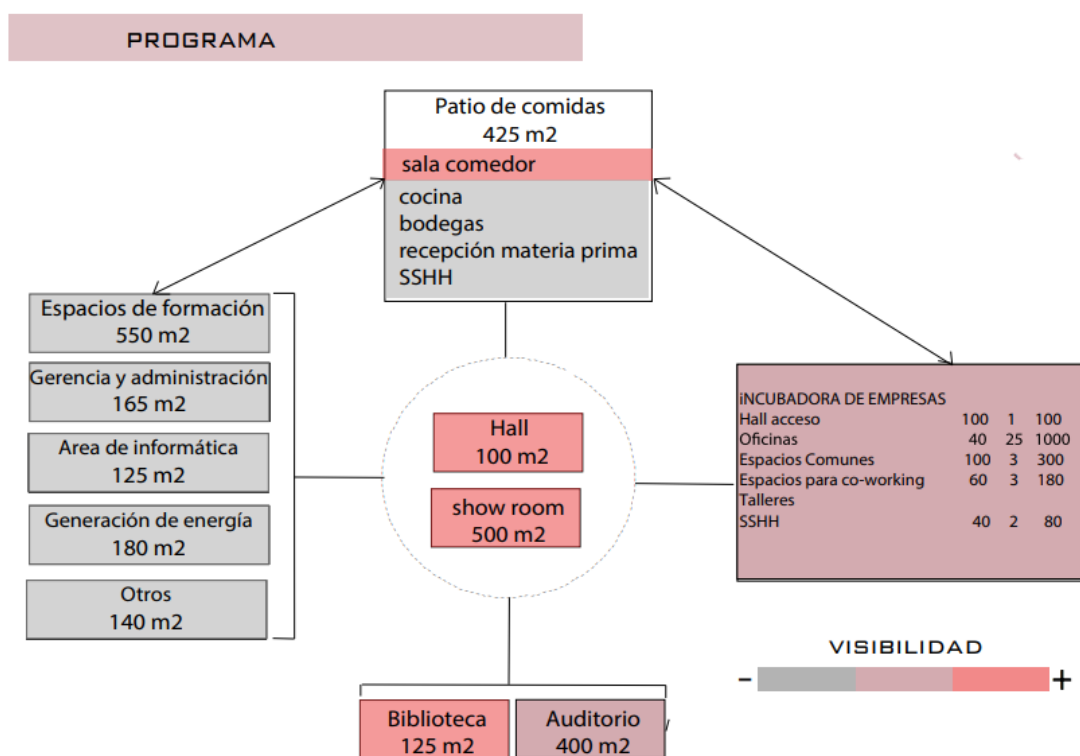 PROGRAMA
Patio de comidas
425 m2
sala comedor
cocina
bodegas
recepción materia prima
SSHH
Espacios de formación
550 m2
Gerencia y administración
165 m2
Area de informática
125 m2
Generación de energía
180 m2
Otros
140 m2
Hall
100 m2
show room
500 m2
iNCUBADORA DE EMPRESAS
Hall acceso 100 1 100
Oficinas 40 25 1000
Espacios Comunes 100 3 300
Espacios para co-working 60 3 180
Talleres
SSHH 40 2 80
VISIBILIDAD
- +
Biblioteca
125 m2
Auditorio
400 m2